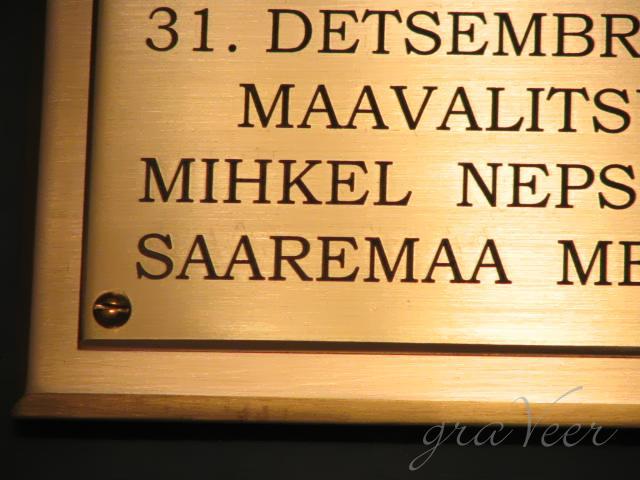 31. DETSEMBR
MAAVALITS
MIHKEL NEPS
SAAREMAA ME
graVeer